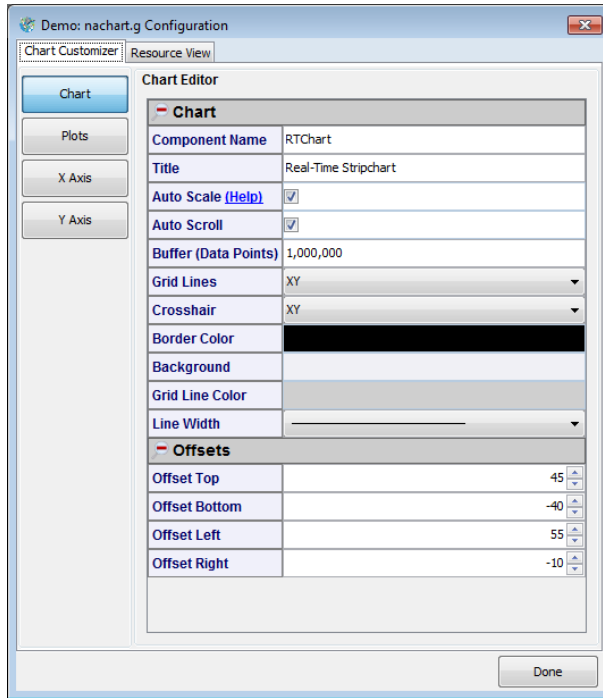 Demo: nachart.g Configuration
Chart Customizer Resource View
Chart
Plots
X Axis
Y Axis
Chart Editor
Chart
Component Name RTChart
Title Real-Time Stripchart
Auto Scale (Help)
Auto Scroll
Buffer (Data Points) 1,000,000
Grid Lines XY
Crosshair XY
Border Color
Background
Grid Line Color
Line Width
Offsets
Offset Top 45
Offset Bottom -40
Offset Left 55
Offset Right -10
Done